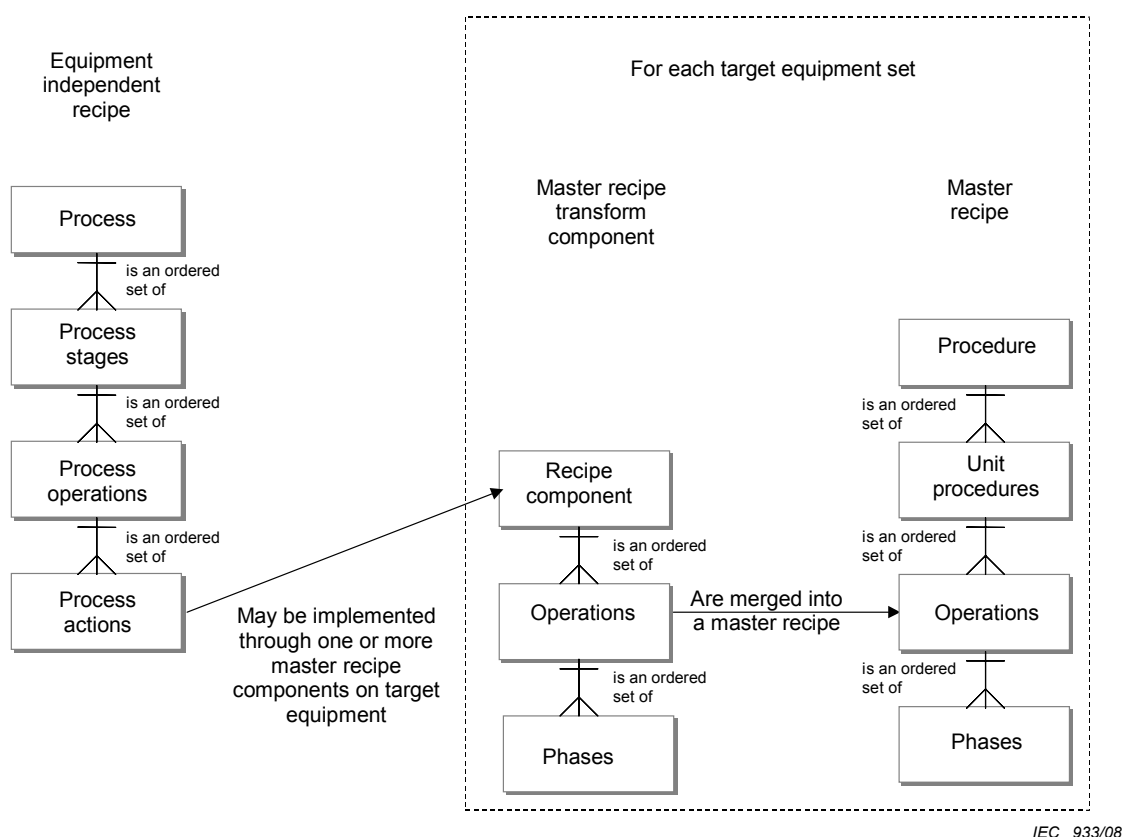 Equipment
independent
recipe
For each target equipment set
Master recipe
transform
component
Master
recipe
Process
is an ordered
set of
Process
stages
is an ordered
set of
Process
operations
is an ordered
set of
Process
actions
May be implemented
through one or more
master recipe
components on target
equipment
Recipe
component
is an ordered
set of
Operations
is an ordered
set of
Phases
Are merged into
a master recipe
Procedure
is an ordered
set of
Unit
procedures
is an ordered
set of
Operations
is an ordered
set of
Phases
IEC 933/08